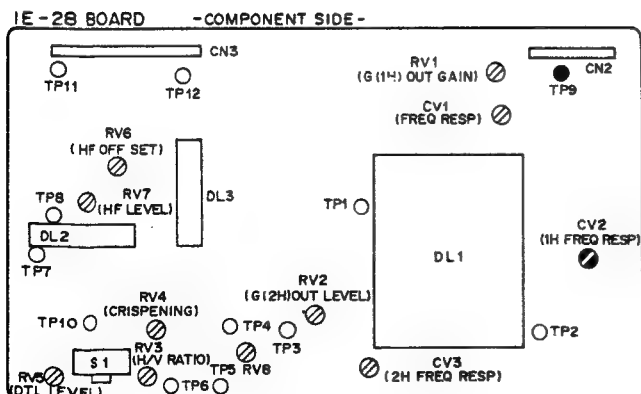 IE-28 BOARD -COMPONENT SIDE-
CN3
CN2
TP11
TP12
RV1
(G(1H) OUT GAIN)
TP9
CV1
(FREQ RESP)
RV6
(HF OFF SET)
RV7
(HF LEVEL)
DL3
TP8
DL2
TP7
TP1
DL1
CV2
(1H FREQ RESP)
RV2
(G(2H)OUT LEVEL)
RV4
(CRISPENING)
TP10
TP4
TP3
TP2
S1
RV3
(H/V RATIO)
RV8
CV3
(2H FREQ RESP)
RV5
(DTL LEVEL)
TP6
TP5